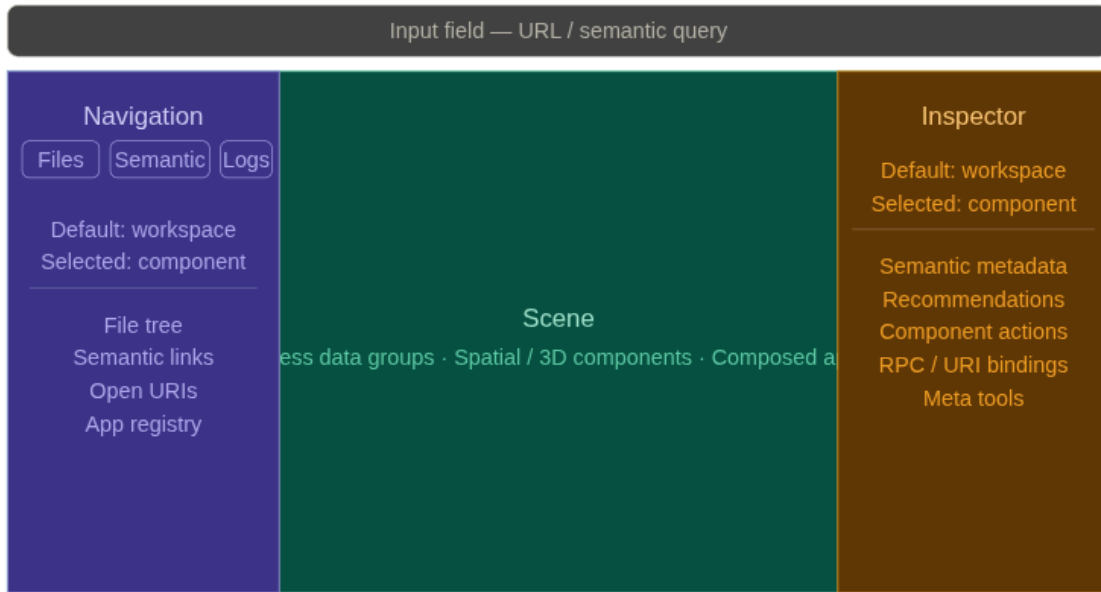 Input field — URL / semantic query
Navigation
Files Semantic Logs
Default: workspace
Selected: component
File tree
Semantic links
Open URIs
App registry
Scene
ess data groups · Spatial / 3D components · Composed a
Inspector
Default: workspace
Selected: component
Semantic metadata
Recommendations
Component actions
RPC / URI bindings
Meta tools